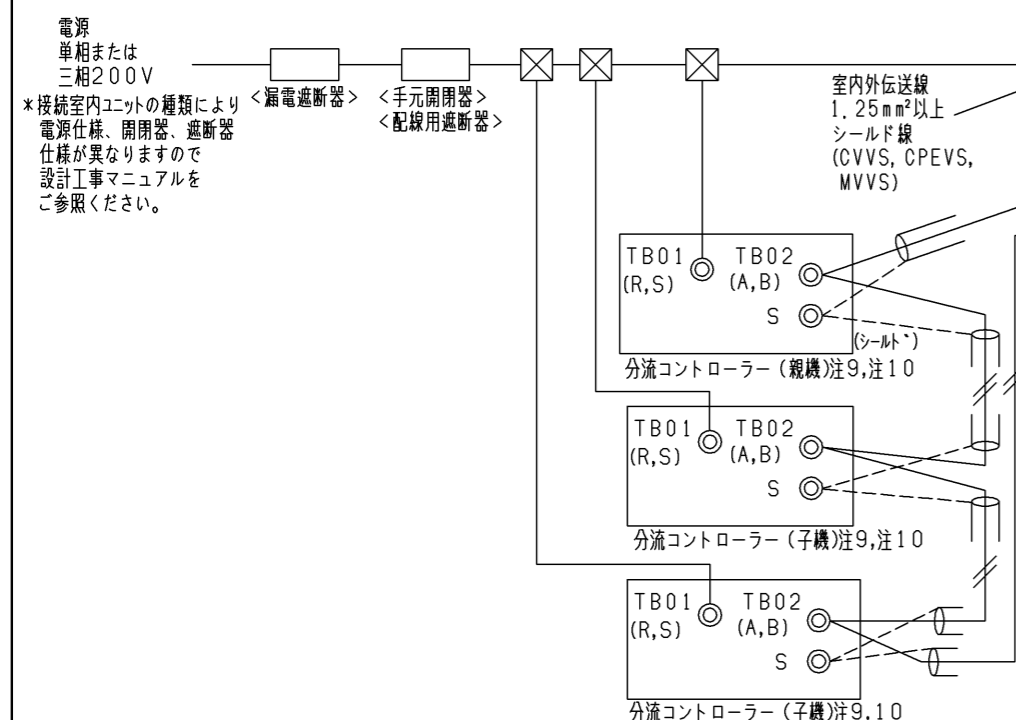 電源
単相または
三相200V
*接続室内ユニットの種類により
電源仕様、開閉器、遮断器
仕様が異なりますので
設計工事マニュアルを
ご参照ください。
<漏電遮断器>
<手元開閉器>
<配線用遮断器>
室内外伝送線
1.25mm²以上
シールド線
(CVVS, CPEVS,
MVVS)
TB01 TB02
(R,S) (A,B)
S
(シールド)
分流コントローラー(親機)注9,注10
TB01 TB02
(R,S) (A,B)
S
分流コントローラー(子機)注9,注10
TB01 TB02
(R,S) (A,B)
S
分流コントローラー(子機)注9,10